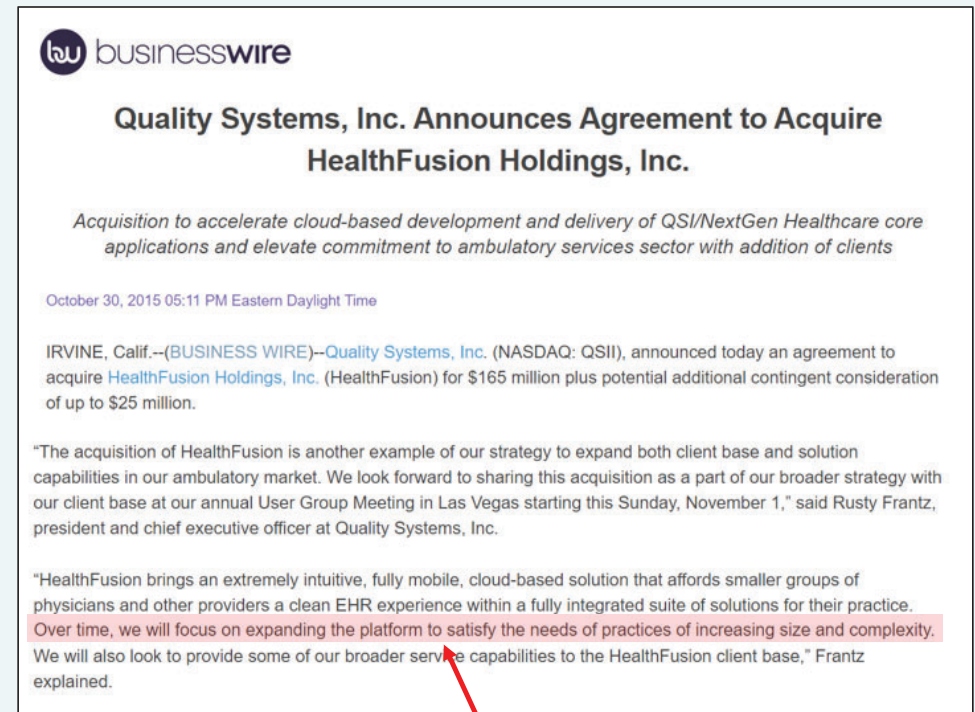 bw businesswire
Quality Systems, Inc. Announces Agreement to Acquire
HealthFusion Holdings, Inc.
Acquisition to accelerate cloud-based development and delivery of QSI/NextGen Healthcare core
applications and elevate commitment to ambulatory services sector with addition of clients
October 30, 2015 05:11 PM Eastern Daylight Time
IRVINE, Calif.--(BUSINESS WIRE)--Quality Systems, Inc. (NASDAQ: QSII), announced today an agreement to
acquire HealthFusion Holdings, Inc. (HealthFusion) for $165 million plus potential additional contingent consideration
of up to $25 million.
“The acquisition of HealthFusion is another example of our strategy to expand both client base and solution
capabilities in our ambulatory market. We look forward to sharing this acquisition as a part of our broader strategy with
our client base at our annual User Group Meeting in Las Vegas starting this Sunday, November 1,” said Rusty Frantz,
president and chief executive officer at Quality Systems, Inc.
“HealthFusion brings an extremely intuitive, fully mobile, cloud-based solution that affords smaller groups of
physicians and other providers a clean EHR experience within a fully integrated suite of solutions for their practice.
Over time, we will focus on expanding the platform to satisfy the needs of practices of increasing size and complexity.
We will also look to provide some of our broader service capabilities to the HealthFusion client base,” Frantz
explained.